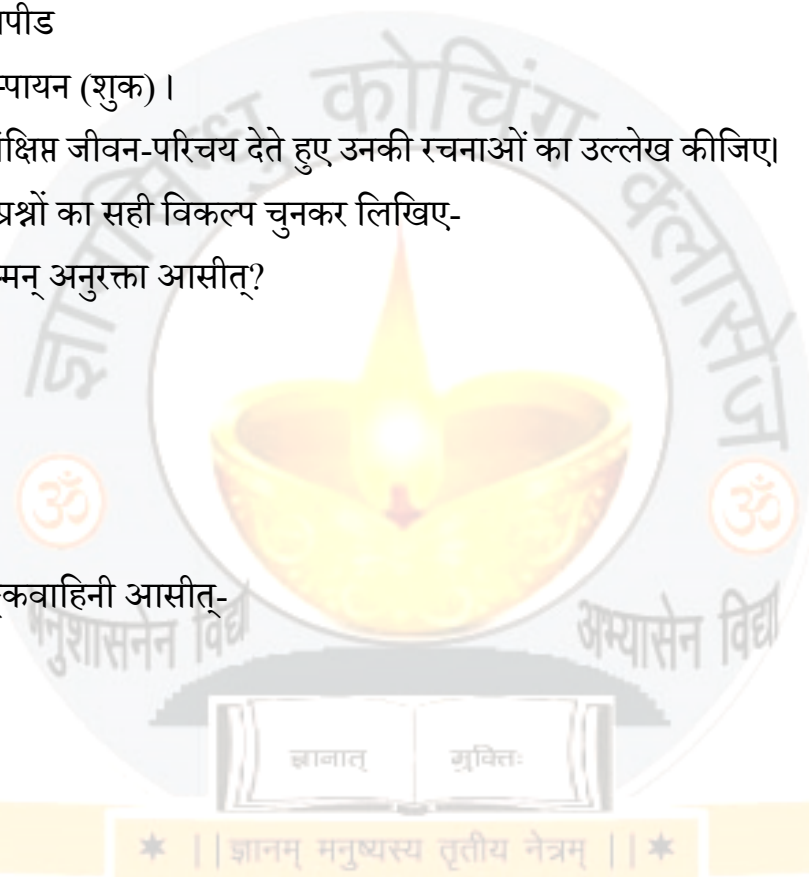 पीड
पायन (शुक) ।
क्षिप्त जीवन-परिचय देते हुए उनकी रचनाओं का उल्लेख कीजिए।
प्रश्नों का सही विकल्प चुनकर लिखिए-
मन् अनुरक्ता आसीत्?
कवाहिनी आसीत्-
ज्ञानसिन्धु कोचिंग क्लासेज
ॐ
ॐ
अनुशासनेन विद्या
अभ्यासेन विद्या
ज्ञानात्
मुक्तिः
* ||ज्ञानम् मनुष्यस्य तृतीय नेत्रम् || *